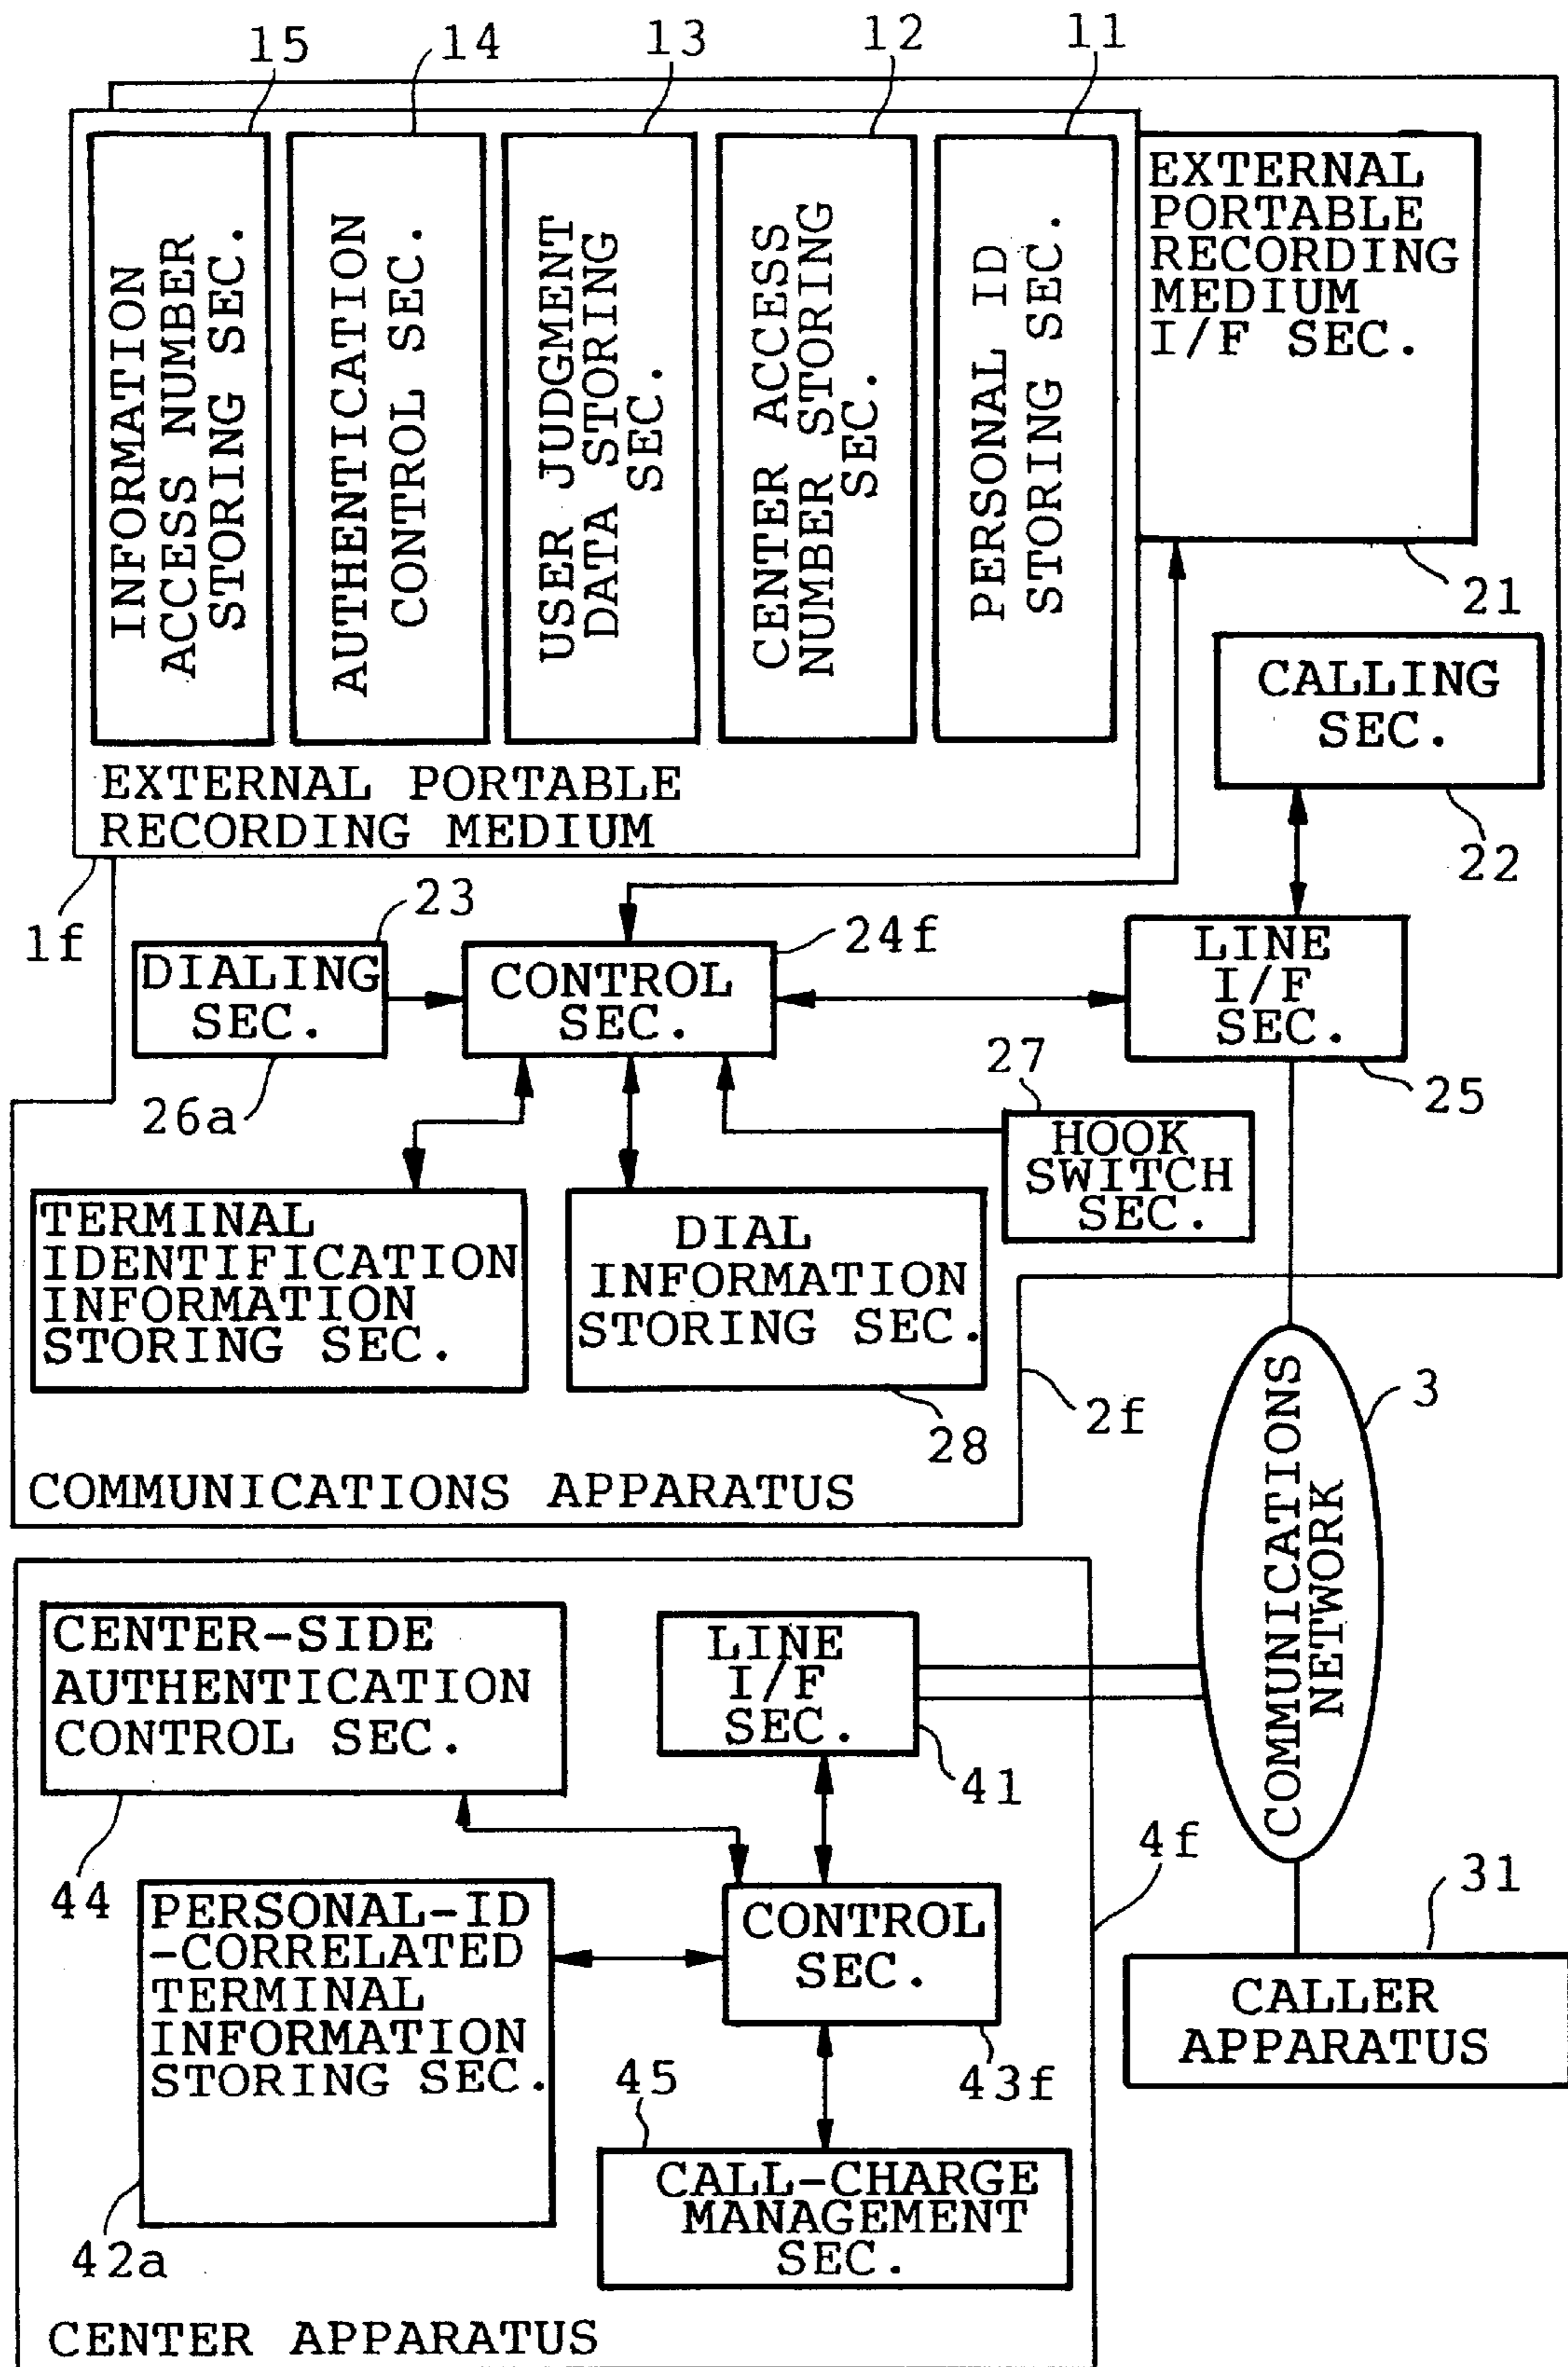 15
14
13
12
11
INFORMATION
ACCESS NUMBER
STORING SEC.
AUTHENTICATION
CONTROL SEC.
USER JUDGMENT
DATA STORING
SEC.
CENTER ACCESS
NUMBER STORING
SEC.
PERSONAL ID
STORING SEC.
EXTERNAL
PORTABLE
RECORDING
MEDIUM
I/F SEC.
21
EXTERNAL PORTABLE
RECORDING MEDIUM
1f
CALLING
SEC.
22
23
DIALING
SEC.
26a
24f
CONTROL
SEC.
LINE
I/F
SEC.
25
27
HOOK
SWITCH
SEC.
TERMINAL
IDENTIFICATION
INFORMATION
STORING SEC.
DIAL
INFORMATION
STORING SEC.
28
2f
COMMUNICATIONS APPARATUS
3
COMMUNICATIONS
NETWORK
CENTER-SIDE
AUTHENTICATION
CONTROL SEC.
44
LINE
I/F
SEC.
41
4f
PERSONAL-ID
-CORRELATED
TERMINAL
INFORMATION
STORING SEC.
42a
CONTROL
SEC.
43f
31
CALLER
APPARATUS
45
CALL-CHARGE
MANAGEMENT
SEC.
CENTER APPARATUS